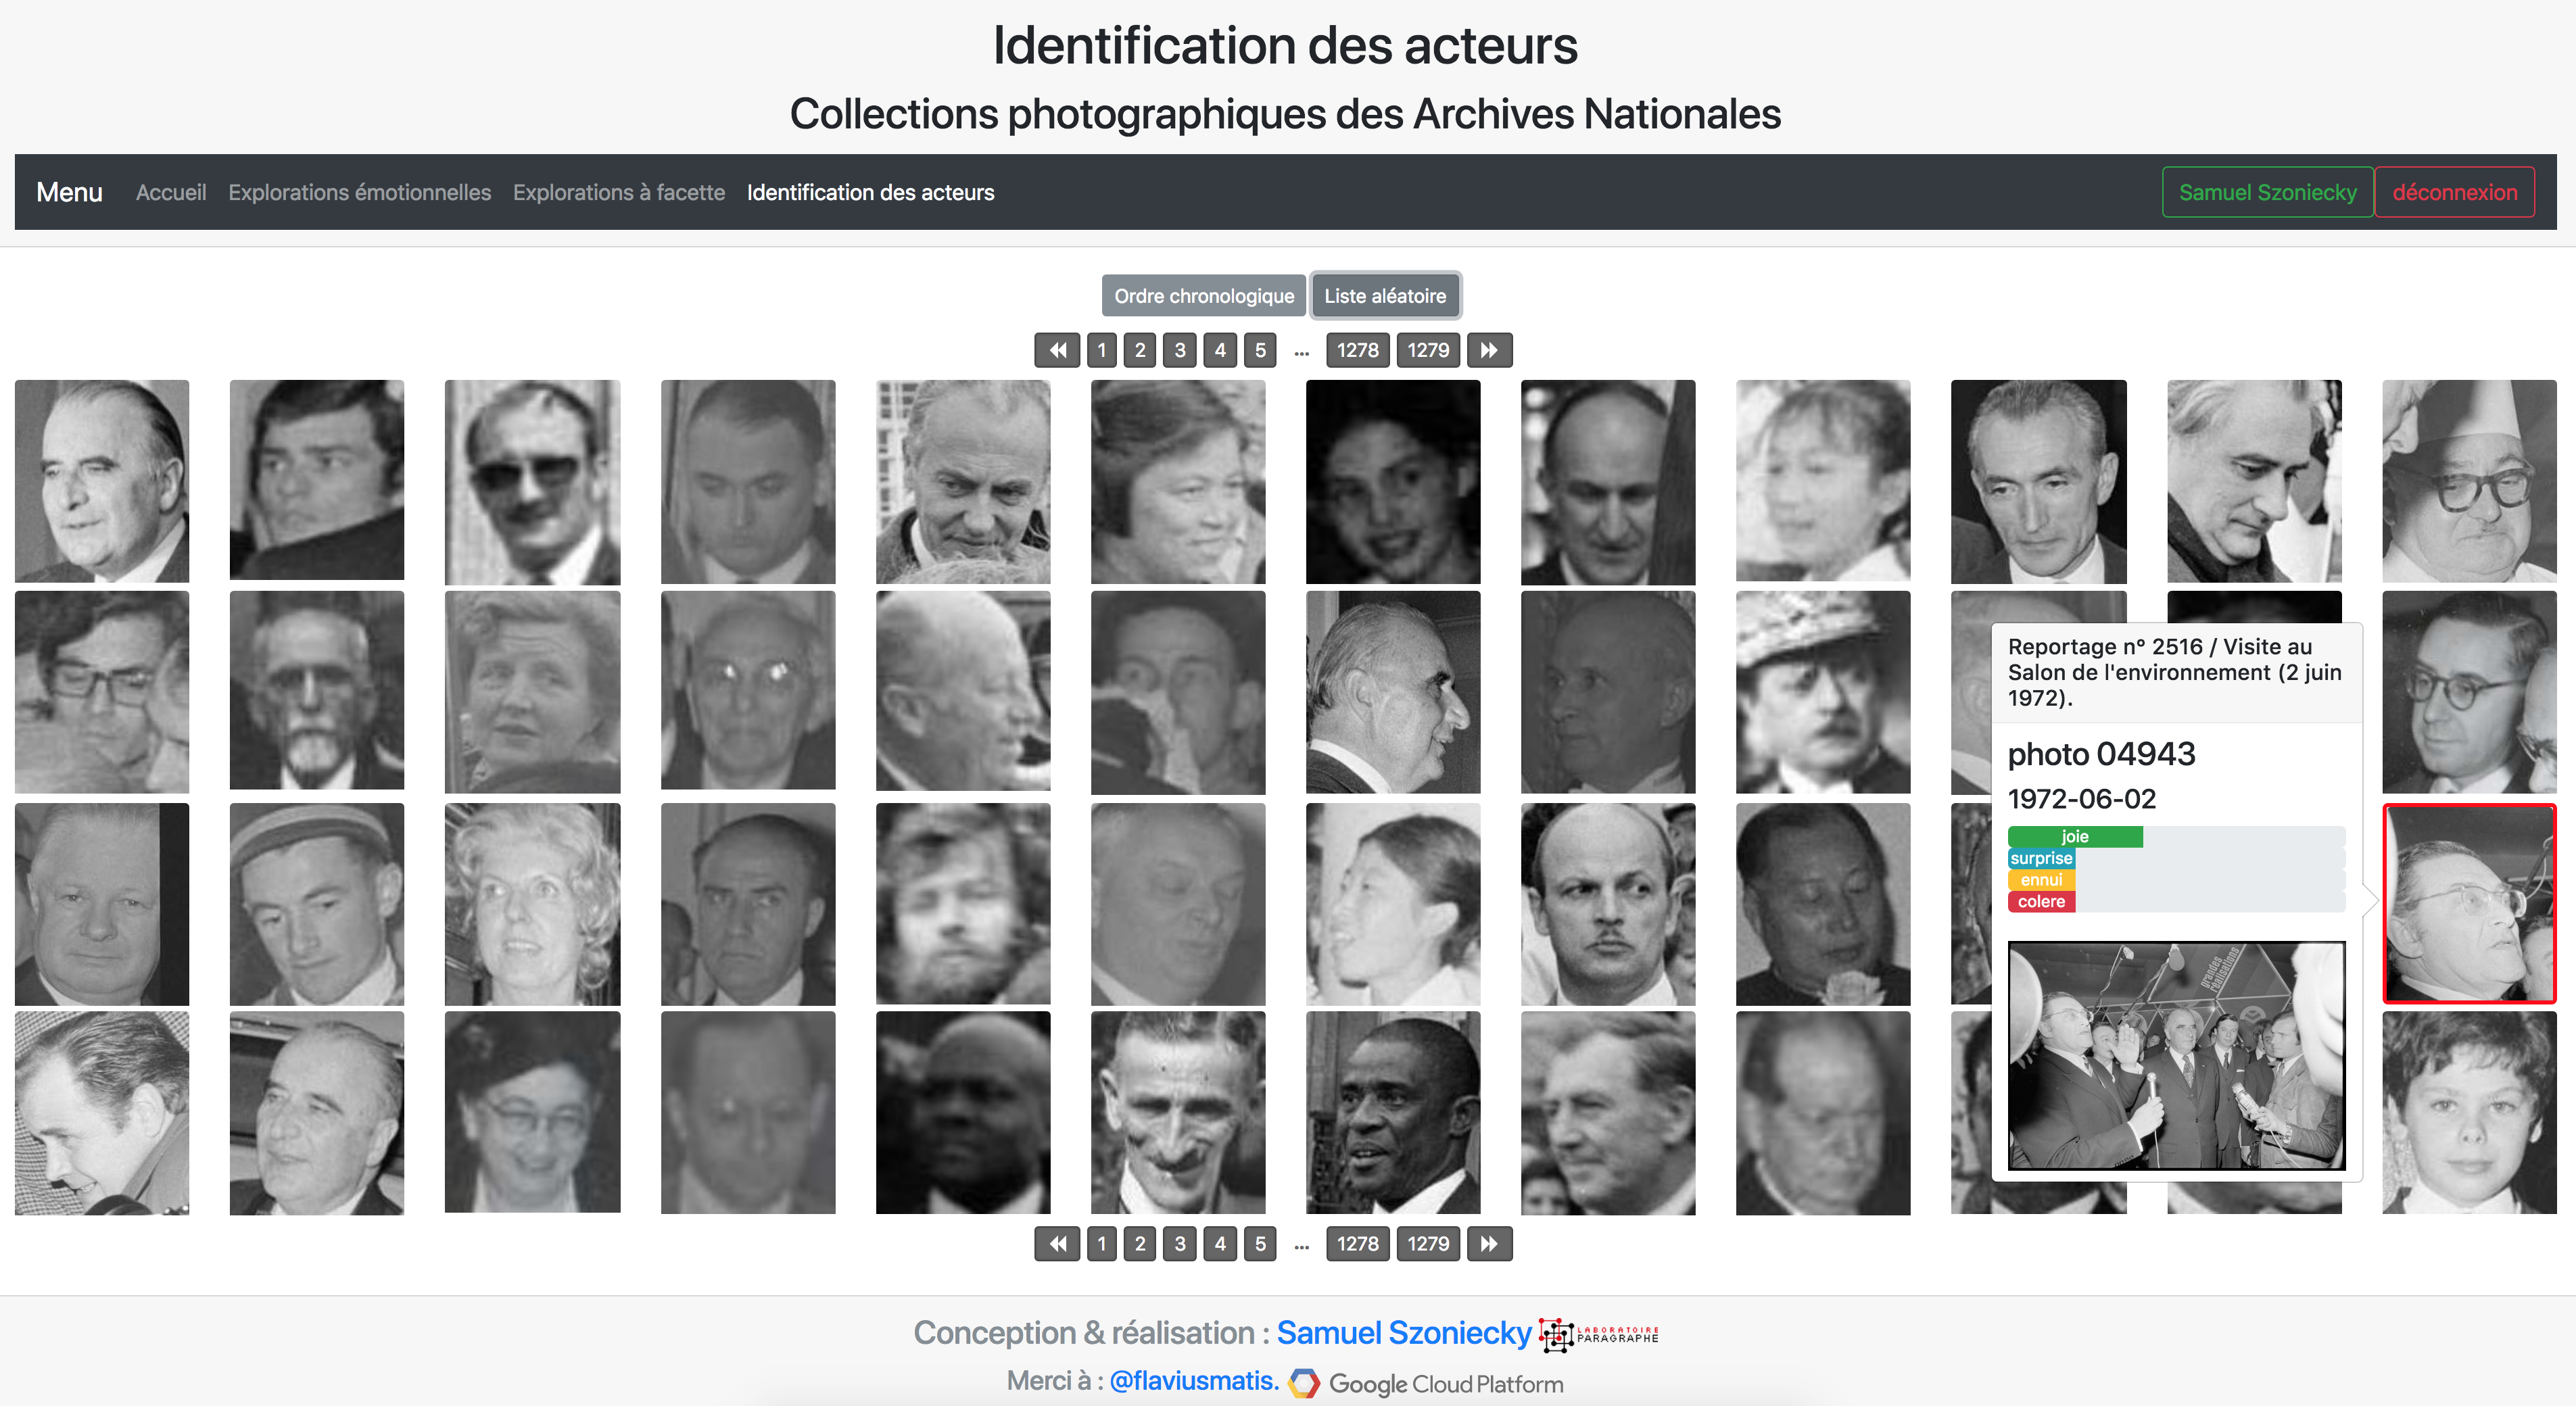 Identification des acteurs
Collections photographiques des Archives Nationales
Menu Accueil Explorations émotionnelles Explorations à facette Identification des acteurs Samuel Szoniecky déconnexion
Ordre chronologique Liste aléatoire
1 2 3 4 5 ... 1278 1279
Reportage n° 2516 / Visite au
Salon de l'environnement (2 juin
1972).
photo 04943
1972-06-02
joie
surprise
ennui
colere
grandes
réalisations
1 2 3 4 5 ... 1278 1279
Conception & réalisation : Samuel Szoniecky LABORATOIRE
PARAGRAPHE
Merci à : @flaviusmatis. Google Cloud Platform